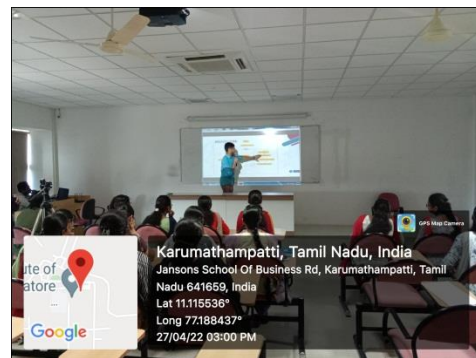 GPS Map Camera
ute of
atore
Google
Karumathampatti, Tamil Nadu, India
Jansons School Of Business Rd, Karumathampatti, Tamil
Nadu 641659, India
Lat 11.115536°
Long 77.188437°
27/04/22 03:00 PM